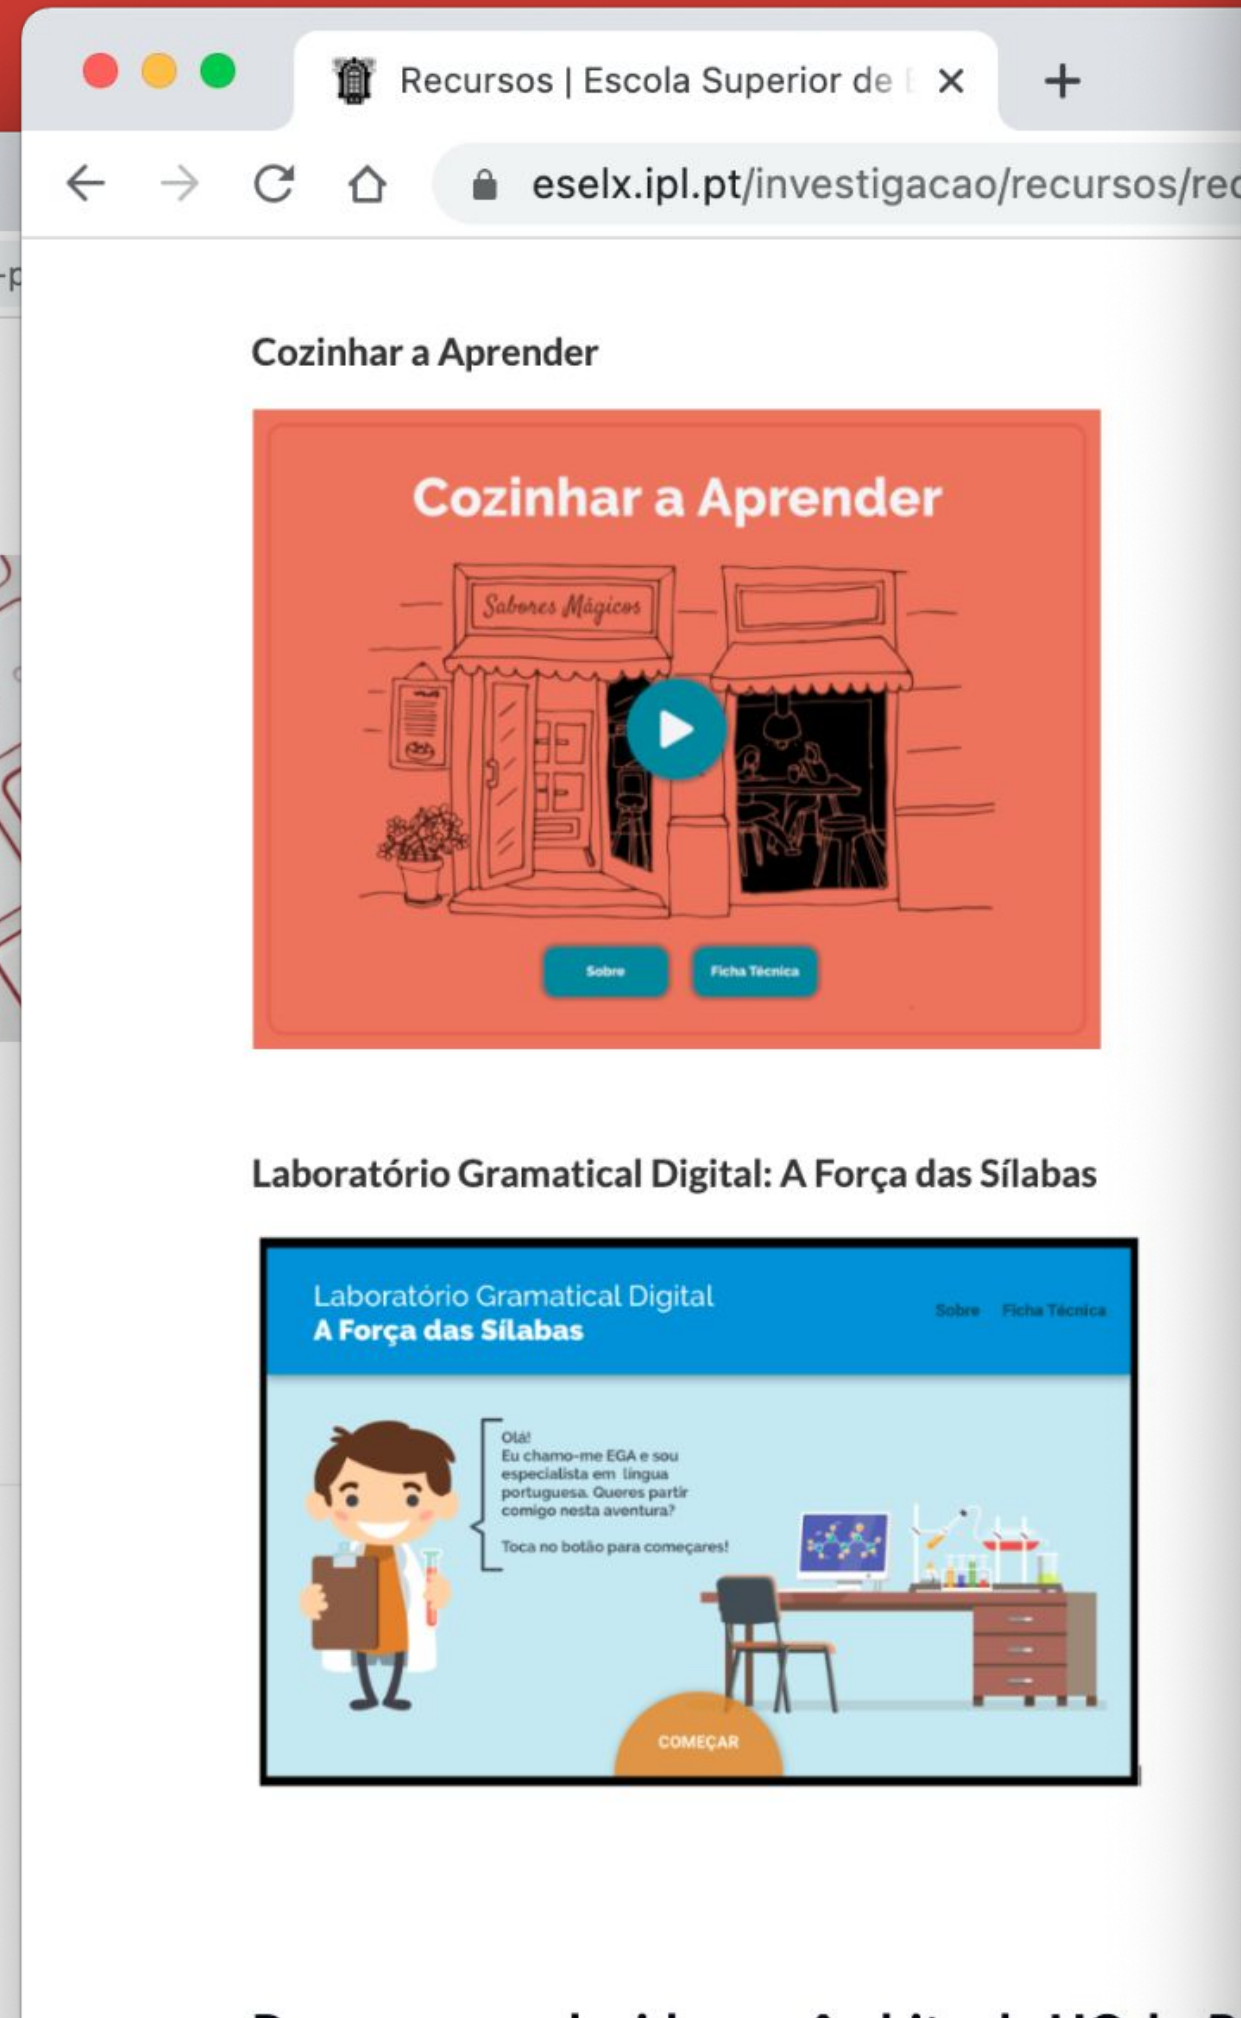 Recursos | Escola Superior de
eselx.ipl.pt/investigacao/recursos/rec
-p
Cozinhar a Aprender
Cozinhar a Aprender
Sabores Mágicos
Sobre
Ficha Técnica
Laboratório Gramatical Digital: A Força das Sílabas
Laboratório Gramatical Digital
A Força das Sílabas
Sobre
Ficha Técnica
Olá!
Eu chamo-me EGA e sou
especialista em língua
portuguesa. Queres partir
comigo nesta aventura?
Toca no botão para começares!
COMEÇAR